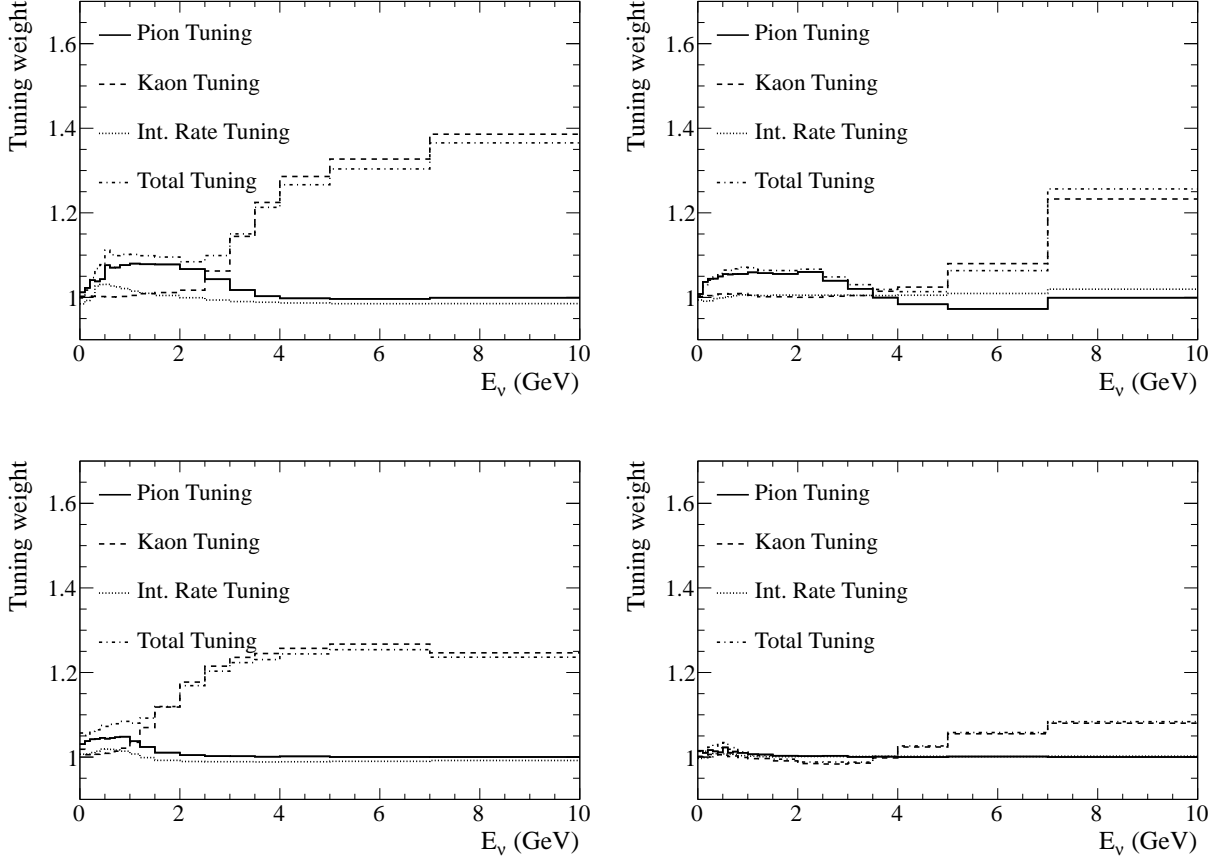 Tuning weight
1.6
1.4
1.2
1
Pion Tuning
Kaon Tuning
Int. Rate Tuning
Total Tuning
0 2 4 6 8 10
Eν (GeV)
Tuning weight
1.6
1.4
1.2
1
Pion Tuning
Kaon Tuning
Int. Rate Tuning
Total Tuning
0 2 4 6 8 10
Eν (GeV)
Tuning weight
1.6
1.4
1.2
1
Pion Tuning
Kaon Tuning
Int. Rate Tuning
Total Tuning
0 2 4 6 8 10
Eν (GeV)
Tuning weight
1.6
1.4
1.2
1
Pion Tuning
Kaon Tuning
Int. Rate Tuning
Total Tuning
0 2 4 6 8 10
Eν (GeV)